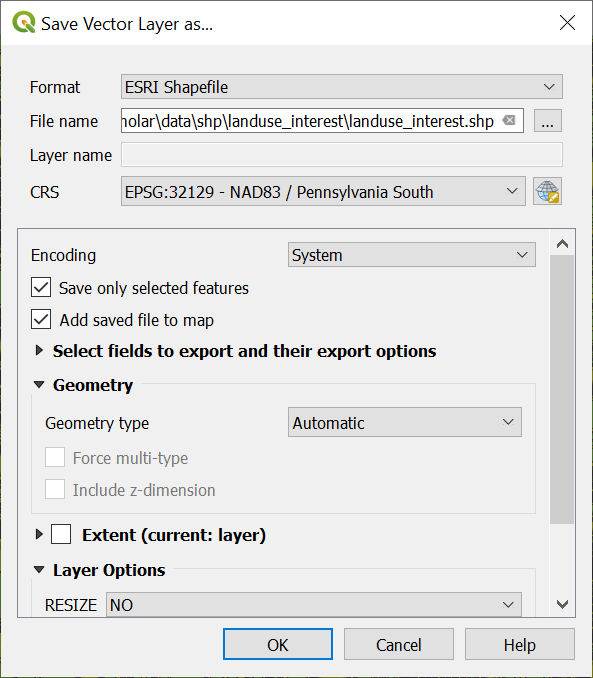 Save Vector Layer as...
Format ESRI Shapefile
File name holar\data\shp\landuse_interest\landuse_interest.shp ...
Layer name
CRS EPSG:32129 - NAD83 / Pennsylvania South
Encoding System
Save only selected features
Add saved file to map
Select fields to export and their export options
Geometry
Geometry type Automatic
Force multi-type
Include z-dimension
Extent (current: layer)
Layer Options
RESIZE NO
OK Cancel Help